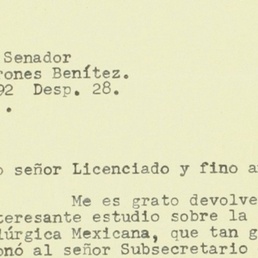 Senador
rones Benítez.
92 Desp. 28.
.
o señor Licenciado y fino a
Me es grato devolve
teresante estudio sobre la
lúrgica Mexicana, que tan g
onó al señor Subsecretario